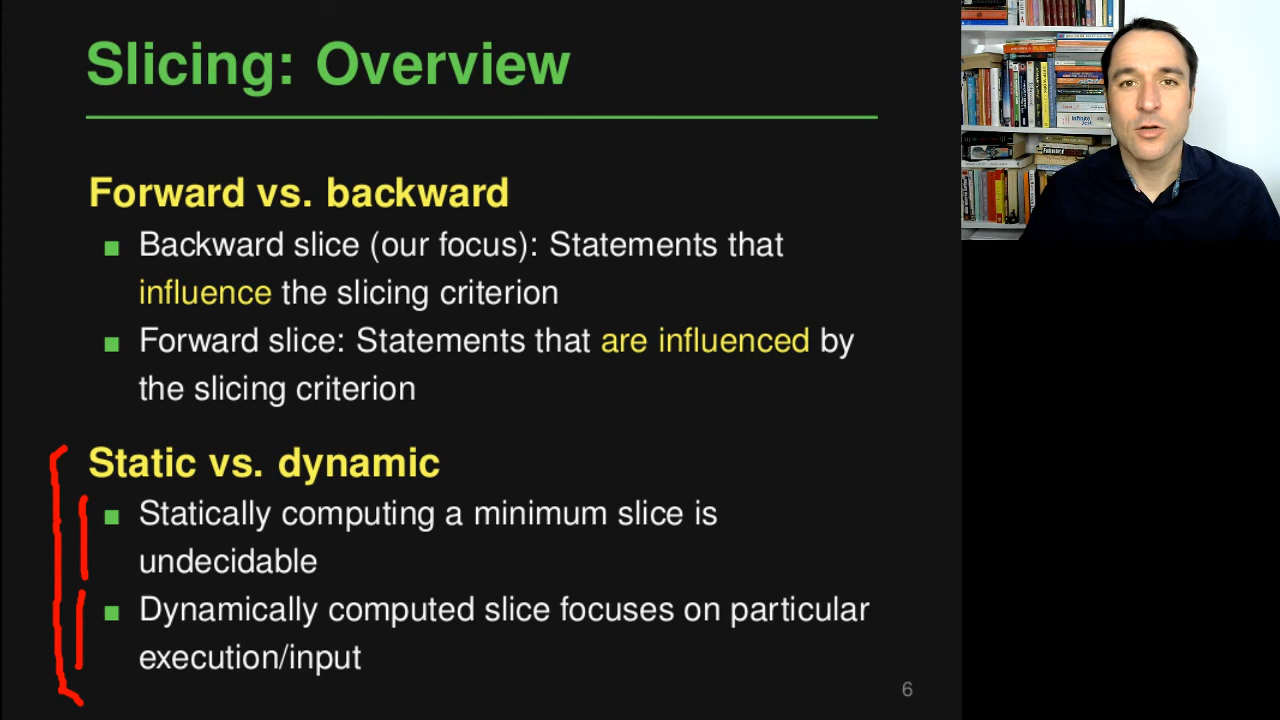 Slicing: Overview
Forward vs. backward
■ Backward slice (our focus): Statements that
influence the slicing criterion
■ Forward slice: Statements that are influenced by
the slicing criterion
Static vs. dynamic
■ Statically computing a minimum slice is
undecidable
■ Dynamically computed slice focuses on particular
execution/input
6
Infinite
Jest